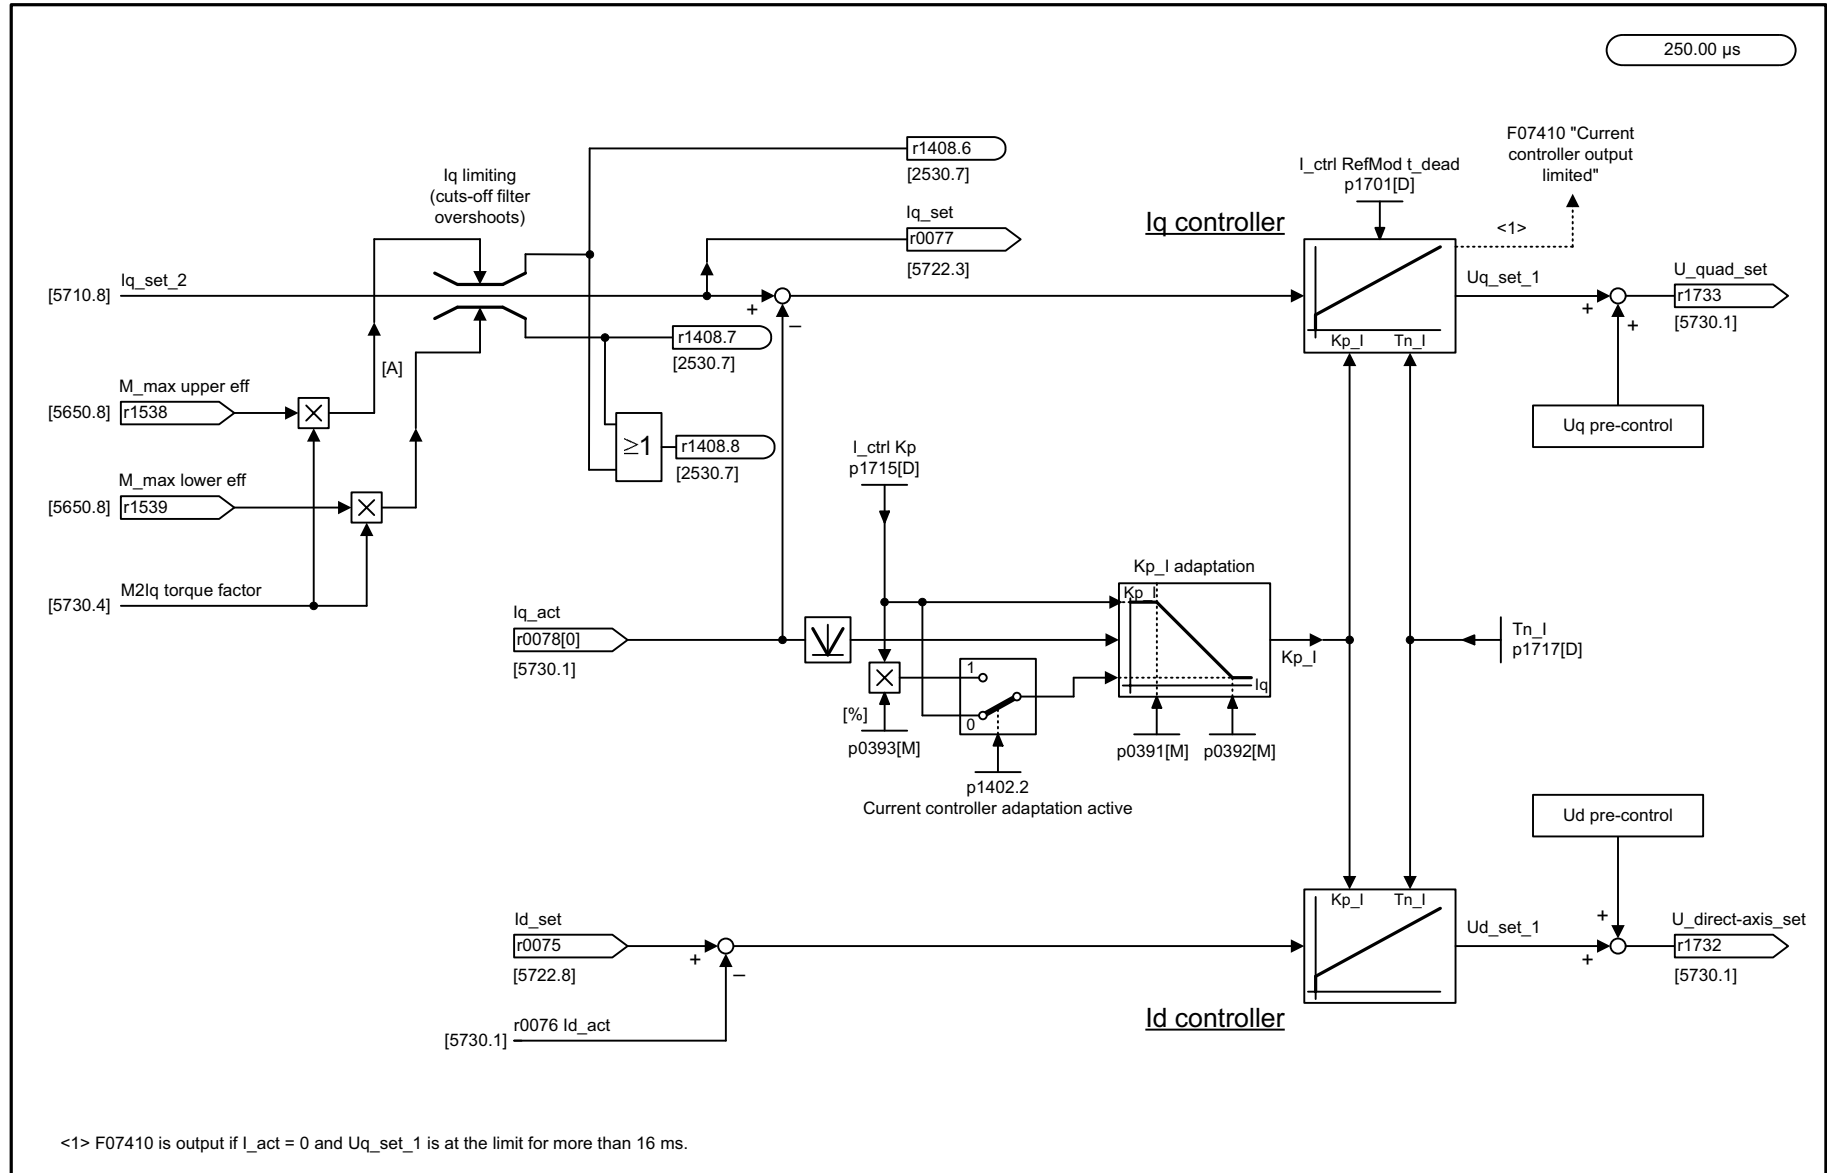 250.00 µs
F07410 "Current
controller output
limited"
r1408.6
[2530.7]
I_ctrl RefMod t_dead
p1701[D]
Iq limiting
(cuts-off filter
overshoots)
Iq_set
r0077
[5722.3]
Iq controller
<1>
[5710.8]
Iq_set_2
+
–
Uq_set_1
+
+
U_quad_set
r1733
[5730.1]
Kp_I
Tn_I
r1408.7
[2530.7]
[A]
M_max upper eff
[5650.8]
r1538
×
≥1
r1408.8
[2530.7]
Uq pre-control
I_ctrl Kp
p1715[D]
M_max lower eff
[5650.8]
r1539
×
M2Iq torque factor
[5730.4]
Kp_I adaptation
Kp_I
Iq
Iq_act
r0078[0]
[5730.1]
Kp_I
Tn_I
p1717[D]
×
1
0
[%]
p0393[M]
p0391[M]
p0392[M]
p1402.2
Current controller adaptation active
Ud pre-control
Kp_I
Tn_I
Id_set
r0075
[5722.8]
+
–
Ud_set_1
+
+
U_direct-axis_set
r1732
[5730.1]
Id controller
[5730.1]
r0076 Id_act
<1> F07410 is output if I_act = 0 and Uq_set_1 is at the limit for more than 16 ms.